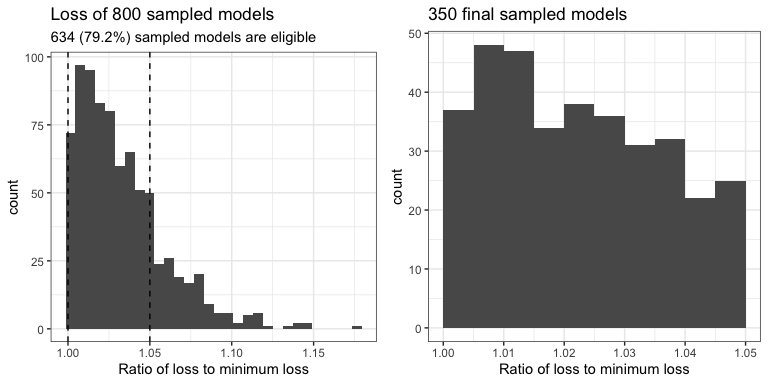 Loss of 800 sampled models
634 (79.2%) sampled models are eligible
100
75
50
25
0
count
1.00 1.05 1.10 1.15
Ratio of loss to minimum loss
350 final sampled models
50
40
30
20
10
0
count
1.00 1.01 1.02 1.03 1.04 1.05
Ratio of loss to minimum loss